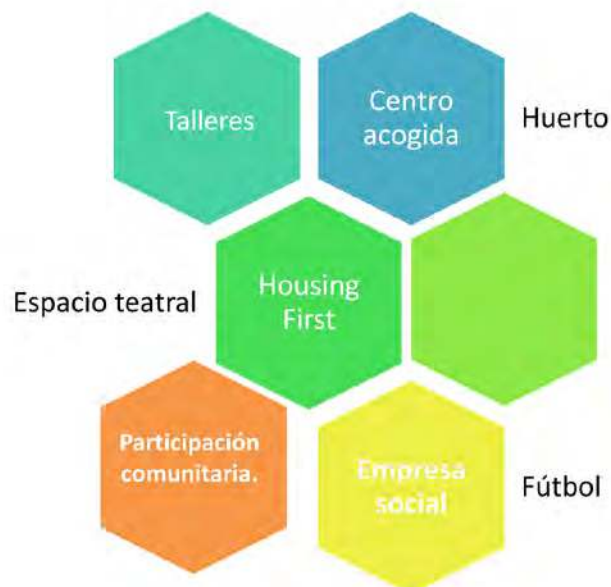 Talleres
Centro
acogida
Huerto
Espacio teatral
Housing
First
Participación
comunitaria.
Empresa
social
Fútbol